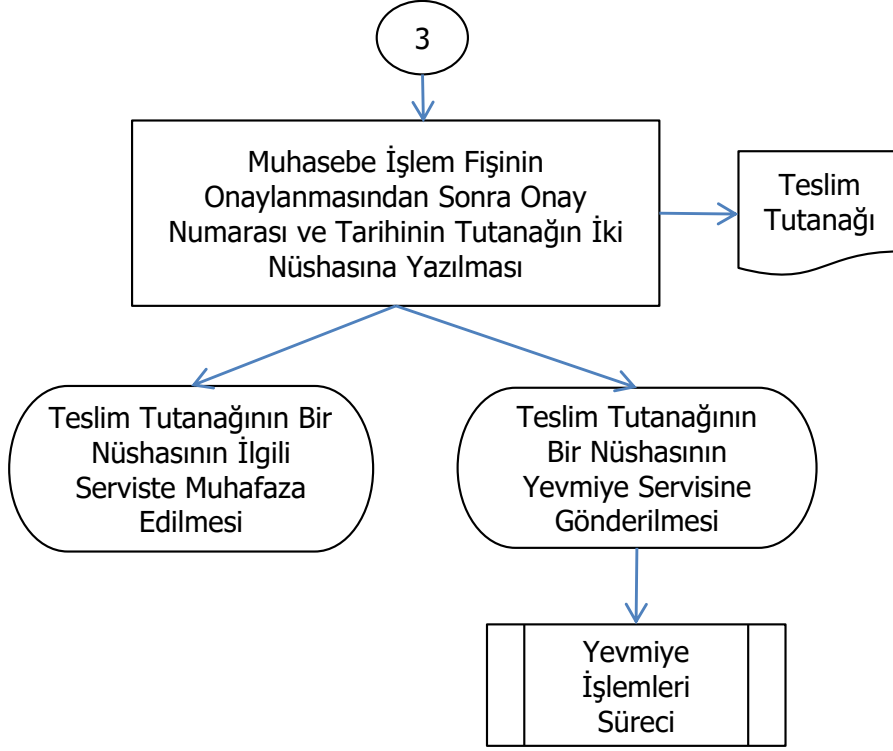 3
Muhasebe İşlem Fişinin
Onaylanmasından Sonra Onay
Numarası ve Tarihinin Tutanağın İki
Nüshasına Yazılması
Teslim
Tutanağı
Teslim Tutanağının Bir
Nüshasının İlgili
Serviste Muhafaza
Edilmesi
Teslim Tutanağının
Bir Nüshasının
Yevmiye Servisine
Gönderilmesi
Yevmiye
İşlemleri
Süreci